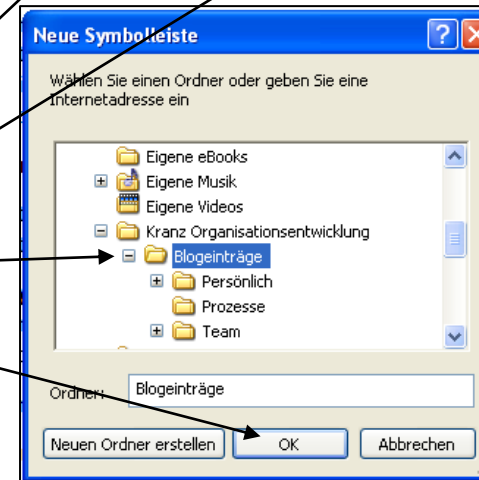 Neue Symbolleiste
Wählen Sie einen Ordner oder geben Sie eine
Internetadresse ein
Eigene eBooks
Eigene Musik
Eigene Videos
Kranz Organisationsentwicklung
Blogeinträge
Persönlich
Prozesse
Team
Ordner: Blogeinträge
Neuen Ordner erstellen OK Abbrechen